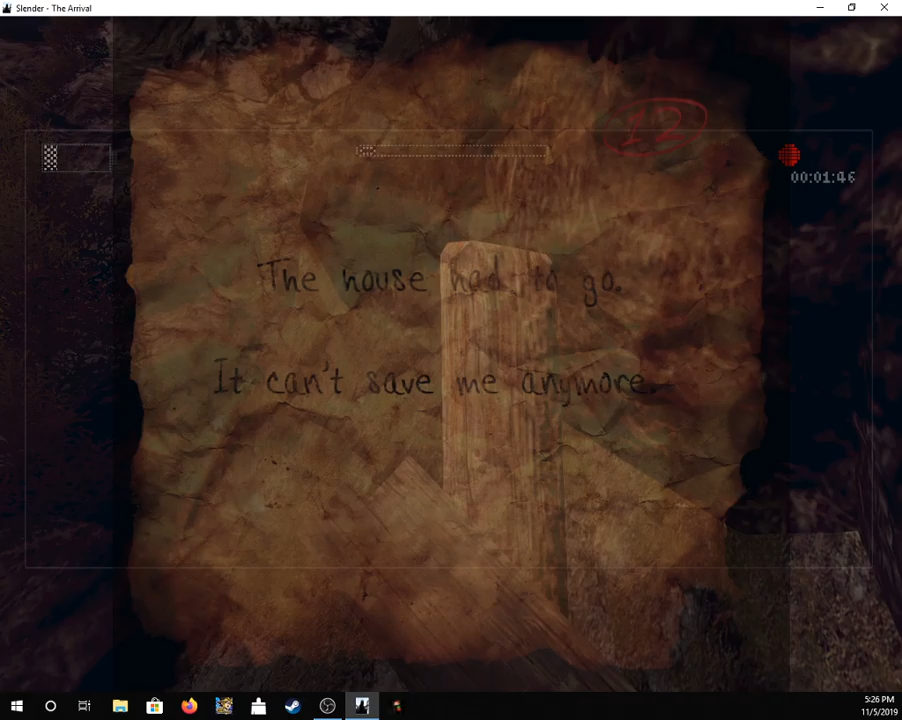 Slender - The Arrival
12
00:01:46
The house had to go.
It can't save me anymore.
5:26 PM
11/5/2019